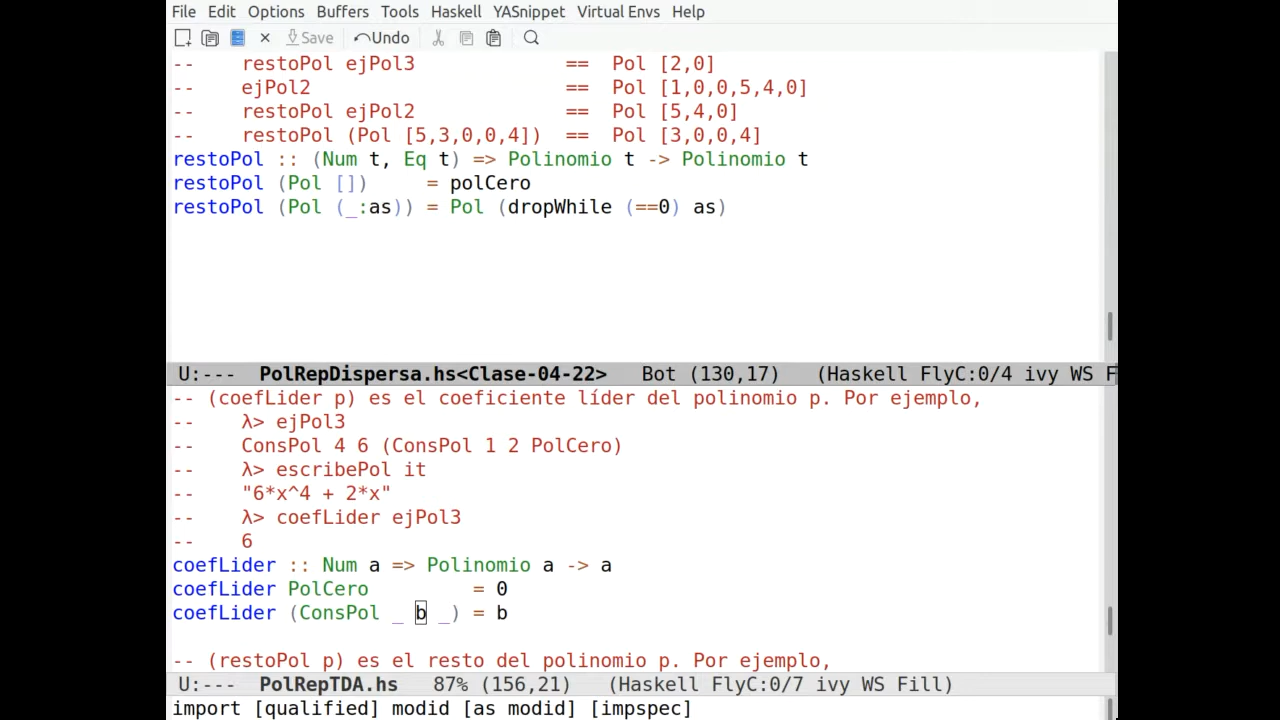 File Edit Options Buffers Tools Haskell YASnippet Virtual Envs Help
Save Undo
--    restoPol ejPol3             ==  Pol [2,0]
--    ejPol2                      ==  Pol [1,0,0,5,4,0]
--    restoPol ejPol2             ==  Pol [5,4,0]
--    restoPol (Pol [5,3,0,0,4])  ==  Pol [3,0,0,4]
restoPol :: (Num t, Eq t) => Polinomio t -> Polinomio t
restoPol (Pol [])     = polCero
restoPol (Pol (_:as)) = Pol (dropWhile (==0) as)
U:---  PolRepDispersa.hs<Clase-04-22>   Bot (130,17)   (Haskell FlyC:0/4 ivy WS F
-- (coefLider p) es el coeficiente líder del polinomio p. Por ejemplo,
--    λ> ejPol3
--    ConsPol 4 6 (ConsPol 1 2 PolCero)
--    λ> escribePol it
--    "6*x^4 + 2*x"
--    λ> coefLider ejPol3
--    6
coefLider :: Num a => Polinomio a -> a
coefLider PolCero         = 0
coefLider (ConsPol _ b _) = b
-- (restoPol p) es el resto del polinomio p. Por ejemplo,
U:---  PolRepTDA.hs   87% (156,21)   (Haskell FlyC:0/7 ivy WS Fill)
import [qualified] modid [as modid] [impspec]